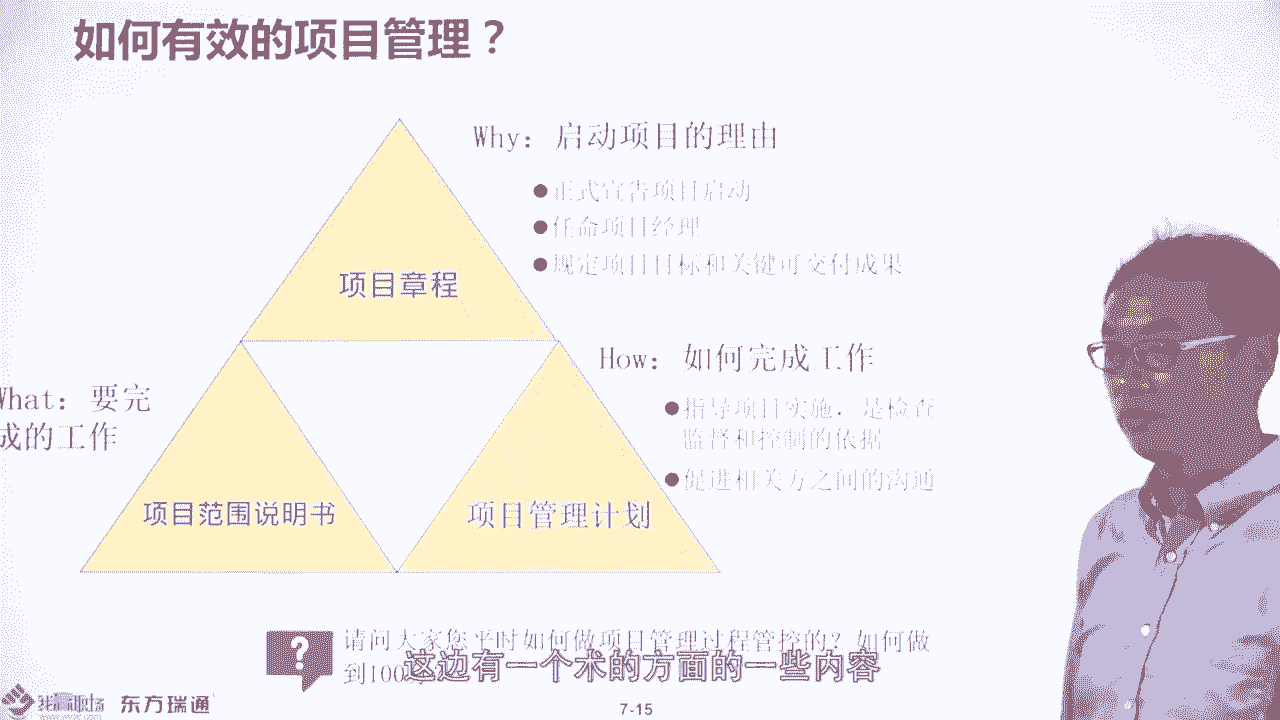 如何有效的项目管理？
Why：启动项目的理由
●正式宣告项目启动
●任命项目经理
●规定项目目标和关键可交付成果
项目章程
How：如何完成工作
●指导项目实施．是检查
监督和控制的依据
●促进相关方之间的沟通
What：要完
成的工作
项目范围说明书
项目管理计划
?
请问大家您平时如何做项目管理过程管控的？如何做
到100
这边有一个术的方面的一些内容
东方瑞通
7-15